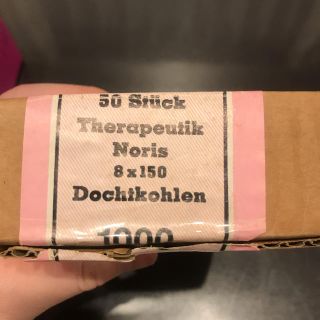 50 Stück
Therapeutik
Noris
8 x 150
Dochtkohlen
1000